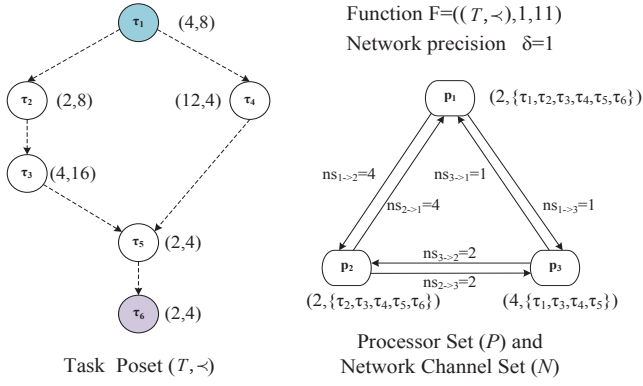 τ₁ (4,8)
τ₂ (2,8)
(12,4) τ₄
τ₃ (4,16)
τ₅ (2,4)
τ₆ (2,4)
Task Poset (T,≺)
Function F=((T,≺),1,11)
Network precision δ=1
p₁ (2,{τ₁,τ₂,τ₃,τ₄,τ₅,τ₆})
ns₁₋>₂=4
ns₃₋>₁=1
ns₂₋>₁=4
ns₁₋>₃=1
ns₃₋>₂=2
p₂
p₃
ns₂₋>₃=2
(2,{τ₂,τ₃,τ₄,τ₅,τ₆})
(4,{τ₁,τ₃,τ₄,τ₅})
Processor Set (P) and
Network Channel Set (N)